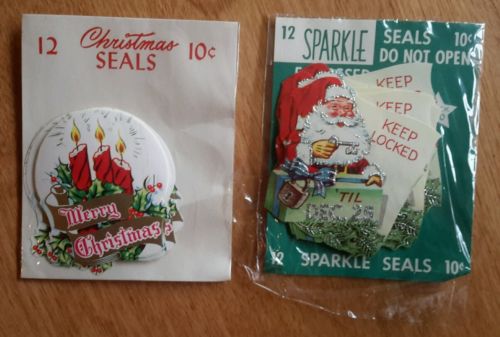 12 Christmas 10¢
SEALS
Merry
Christmas
12 SPARKLE SEALS 10¢
DO NOT OPEN
KEEP
KEEP
KEEP
LOCKED
'TIL
DEC. 25
12 SPARKLE SEALS 10¢